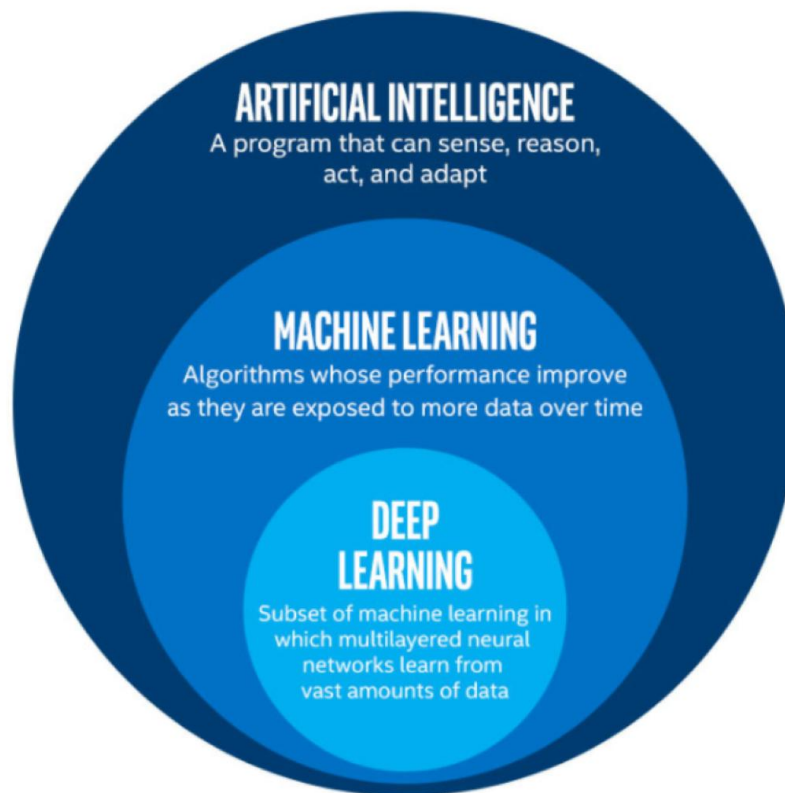 ARTIFICIAL INTELLIGENCE
A program that can sense, reason,
act, and adapt
MACHINE LEARNING
Algorithms whose performance improve
as they are exposed to more data over time
DEEP
LEARNING
Subset of machine learning in
which multilayered neural
networks learn from
vast amounts of data